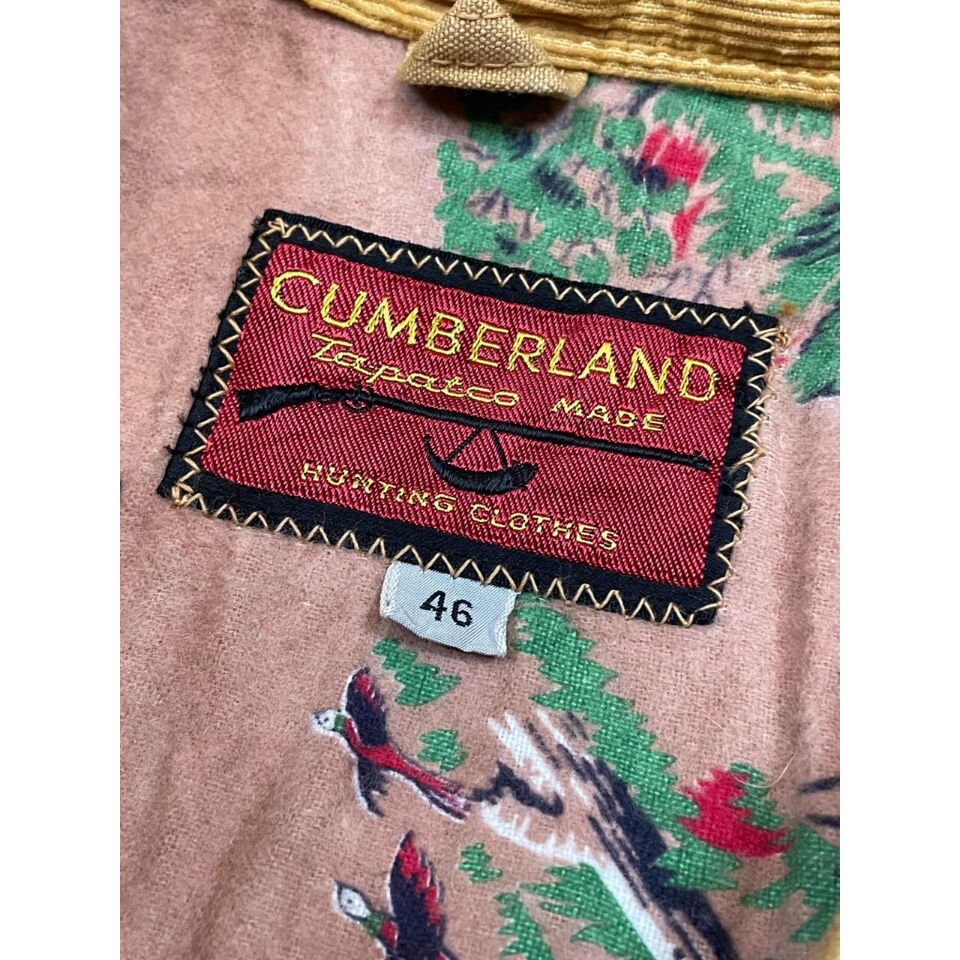 CUMBERLAND
Tapatco MADE
HUNTING CLOTHES
46